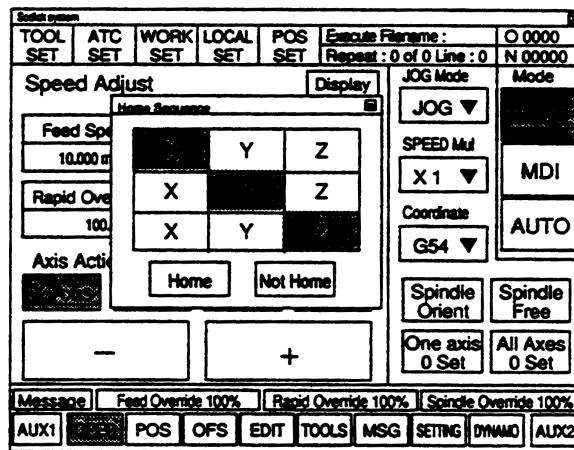 Sodick system
TOOL SET
ATC SET
WORK SET
LOCAL SET
POS SET
Execute Filename :
O 0000
Repeat : 0 of 0 Line : 0
N 00000
Speed Adjust
Display
JOG Mode
Mode
Home Sequence
JOG ▼
Feed Spe
Y
Z
SPEED Mul
10.000 m
X 1 ▼
MDI
Rapid Ove
X
Z
Coordinate
100.
X
Y
G54 ▼
AUTO
Axis Actio
Home
Not Home
Spindle Orient
Spindle Free
−
+
One axis 0 Set
All Axes 0 Set
Message
Feed Override 100%
Rapid Override 100%
Spindle Override 100%
AUX1
POS
OFS
EDIT
TOOLS
MSG
SETTING
DYNAMO
AUX2